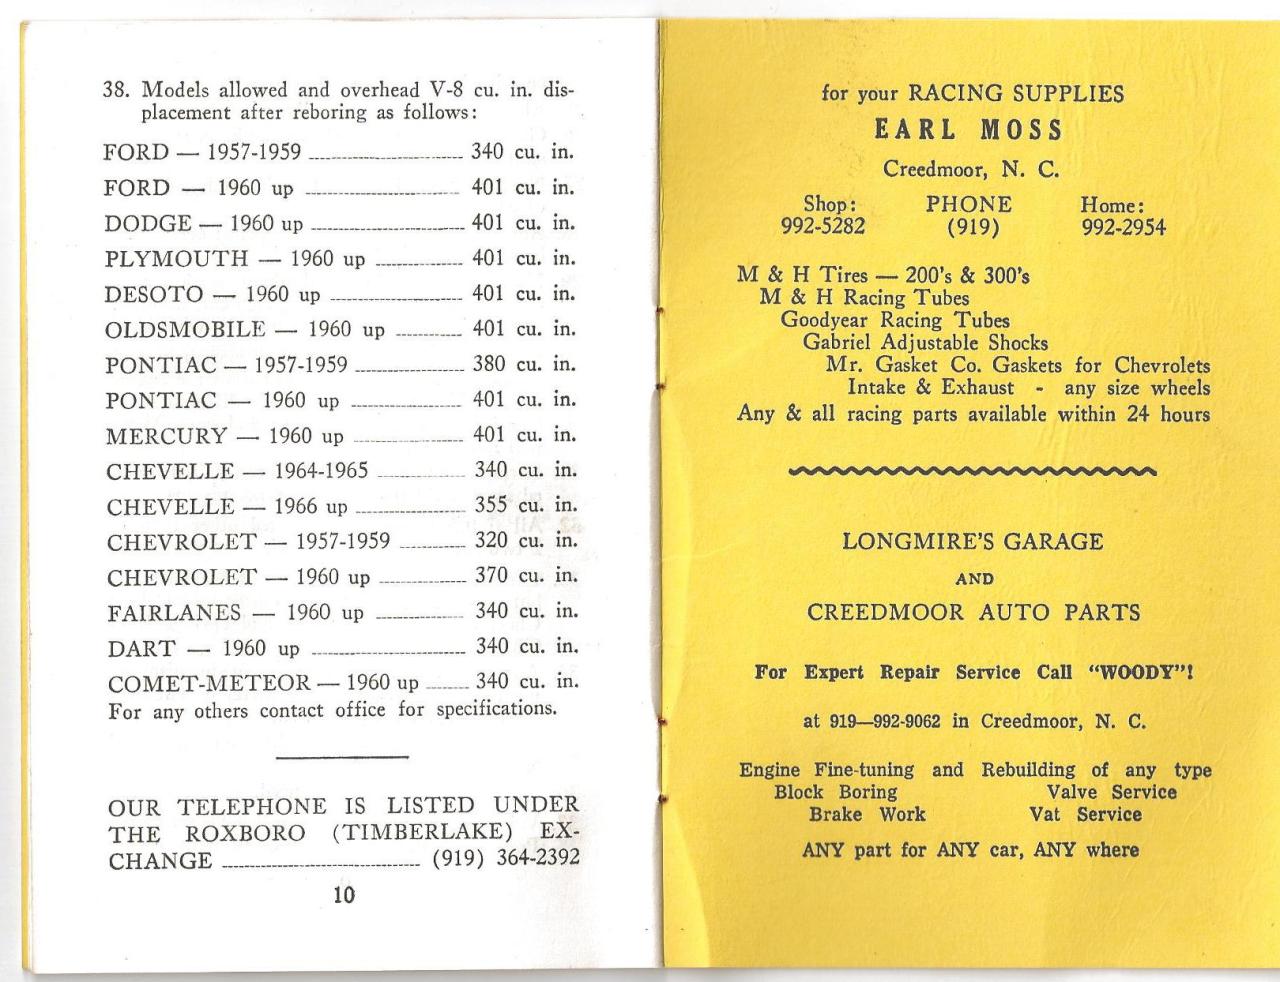 38. Models allowed and overhead V-8 cu. in. dis-
placement after reboring as follows:
FORD — 1957-1959 ........ 340 cu. in.
FORD — 1960 up ........ 401 cu. in.
DODGE — 1960 up ........ 401 cu. in.
PLYMOUTH — 1960 up ........ 401 cu. in.
DESOTO — 1960 up ........ 401 cu. in.
OLDSMOBILE — 1960 up ........ 401 cu. in.
PONTIAC — 1957-1959 ........ 380 cu. in.
PONTIAC — 1960 up ........ 401 cu. in.
MERCURY — 1960 up ........ 401 cu. in.
CHEVELLE — 1964-1965 ........ 340 cu. in.
CHEVELLE — 1966 up ........ 355 cu. in.
CHEVROLET — 1957-1959 ........ 320 cu. in.
CHEVROLET — 1960 up ........ 370 cu. in.
FAIRLANES — 1960 up ........ 340 cu. in.
DART — 1960 up ........ 340 cu. in.
COMET-METEOR — 1960 up ........ 340 cu. in.
For any others contact office for specifications.
OUR TELEPHONE IS LISTED UNDER
THE ROXBORO (TIMBERLAKE) EX-
CHANGE ........ (919) 364-2392
10
for your RACING SUPPLIES
EARL MOSS
Creedmoor, N. C.
Shop: PHONE Home:
992-5282 (919) 992-2954
M & H Tires — 200's & 300's
M & H Racing Tubes
Goodyear Racing Tubes
Gabriel Adjustable Shocks
Mr. Gasket Co. Gaskets for Chevrolets
Intake & Exhaust - any size wheels
Any & all racing parts available within 24 hours
LONGMIRE'S GARAGE
AND
CREEDMOOR AUTO PARTS
For Expert Repair Service Call "WOODY"!
at 919—992-9062 in Creedmoor, N. C.
Engine Fine-tuning and Rebuilding of any type
Block Boring Valve Service
Brake Work Vat Service
ANY part for ANY car, ANY where